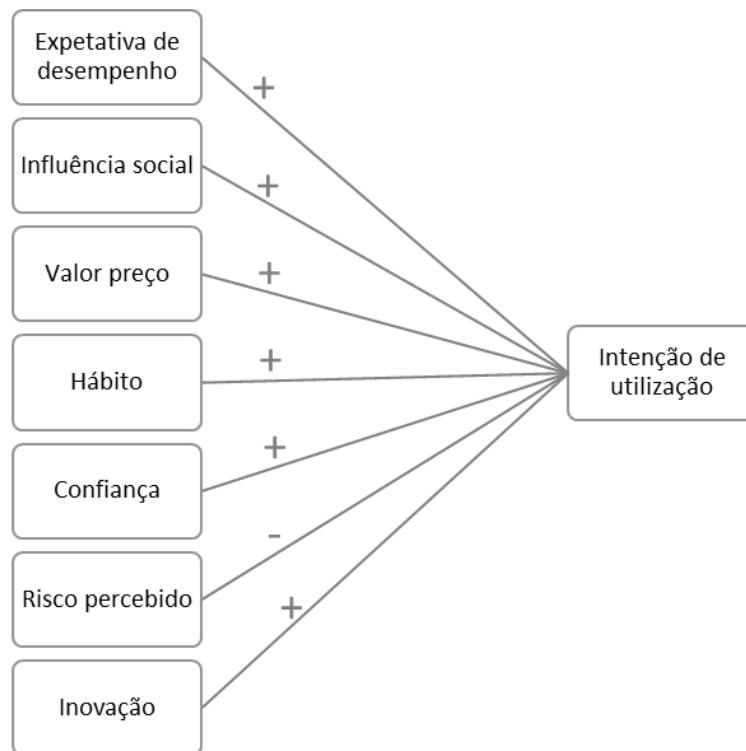 Expetativa de
desempenho
+
Influência social
+
Valor preço
+
Hábito
+
Intenção de
utilização
Confiança
+
Risco percebido
-
Inovação
+